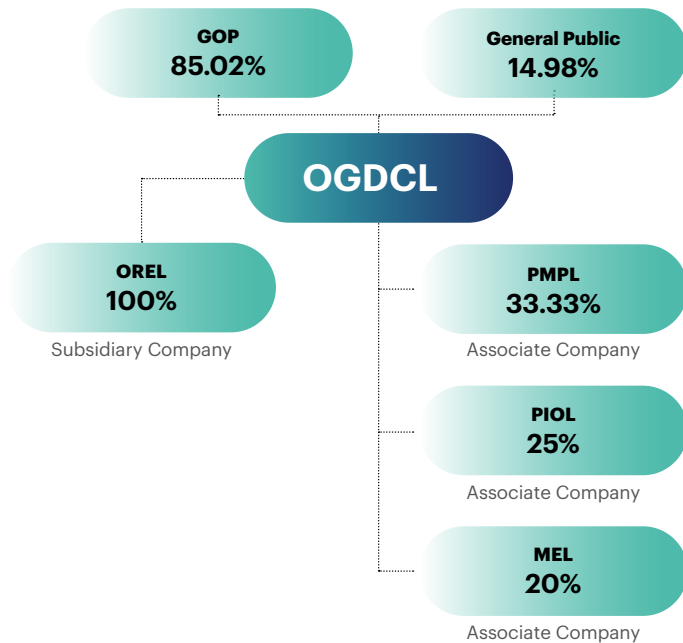 GOP
85.02%
General Public
14.98%
OGDCL
OREL
100%
Subsidiary Company
PMPL
33.33%
Associate Company
PIOL
25%
Associate Company
MEL
20%
Associate Company